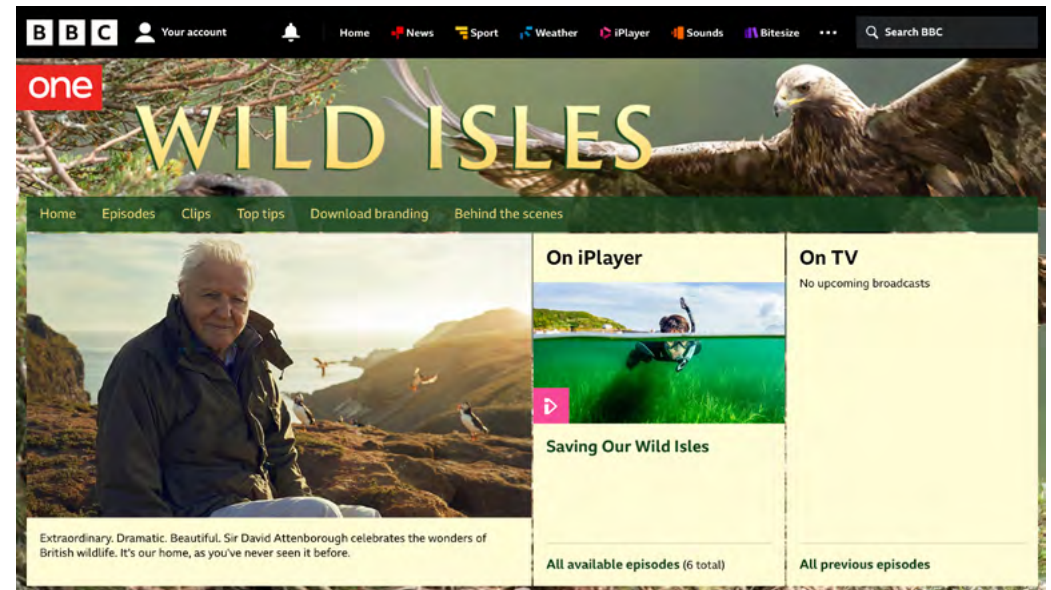 BBC Your account Home News Sport Weather iPlayer Sounds Bitesize ... Search BBC
one
WILD ISLES
Home Episodes Clips Top tips Download branding Behind the scenes
On iPlayer
Saving Our Wild Isles
All available episodes (6 total)
On TV
No upcoming broadcasts
All previous episodes
Extraordinary. Dramatic. Beautiful. Sir David Attenborough celebrates the wonders of
British wildlife. It's our home, as you've never seen it before.